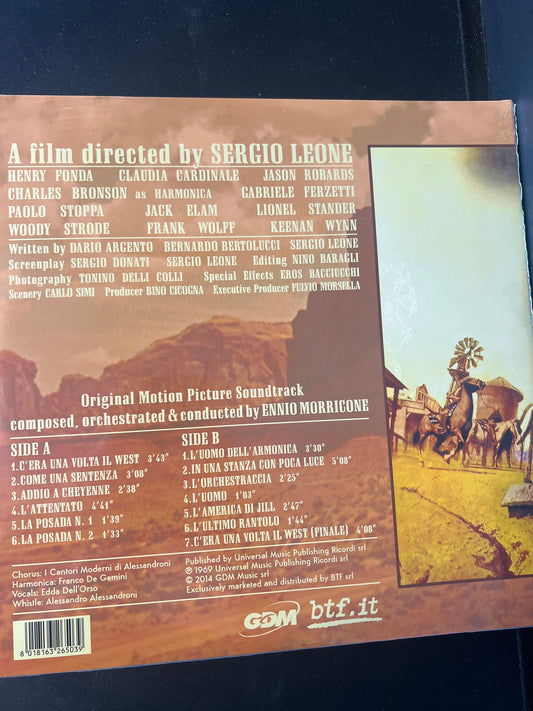 A film directed by SERGIO LEONE
HENRY FONDA CLAUDIA CARDINALE JASON ROBARDS
CHARLES BRONSON as HARMONICA GABRIELE FERZETTI
PAOLO STOPPA JACK ELAM LIONEL STANDER
WOODY STRODE FRANK WOLFF KEENAN WYNN
Written by DARIO ARGENTO BERNARDO BERTOLUCCI SERGIO LEONE
Screenplay SERGIO DONATI SERGIO LEONE Editing NINO BARAGLI
Photography TONINO DELLI COLLI Special Effects EROS BACCIUCCHI
Scenery CARLO SIMI Producer BINO CICOGNA Executive Producer FULVIO MORSELLA
Original Motion Picture Soundtrack
composed, orchestrated & conducted by ENNIO MORRICONE
SIDE A
1.C'ERA UNA VOLTA IL WEST 3'43"
2.COME UNA SENTENZA 3'08"
3.ADDIO A CHEYENNE 2'38"
4.L'ATTENTATO 4'41"
5.LA POSADA N. 1 1'39"
6.LA POSADA N. 2 1'33"
SIDE B
1.L'UOMO DELL'ARMONICA 3'30"
2.IN UNA STANZA CON POCA LUCE 5'08"
3.L'ORCHESTRACCIA 2'25"
4.L'UOMO 1'03"
5.L'AMERICA DI JILL 2'47"
6.L'ULTIMO RANTOLO 1'44"
7.C'ERA UNA VOLTA IL WEST (FINALE) 4'08"
Chorus: I Cantori Moderni di Alessandroni
Harmonica: Franco De Gemini
Vocals: Edda Dell'Orso
Whistle: Alessandro Alessandroni
Published by Universal Music Publishing Ricordi srl
℗ 1969 Universal Music Publishing Ricordi srl
© 2014 GDM Music srl
Exclusively marketed and distributed by BTF srl
GDM
btf.it
8 018163 265039